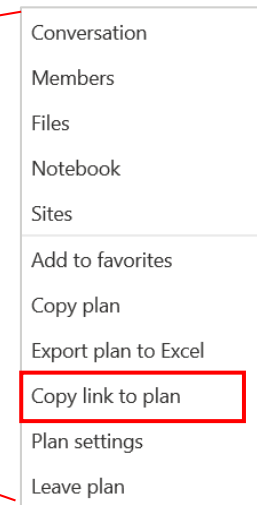 Conversation
Members
Files
Notebook
Sites
Add to favorites
Copy plan
Export plan to Excel
Copy link to plan
Plan settings
Leave plan